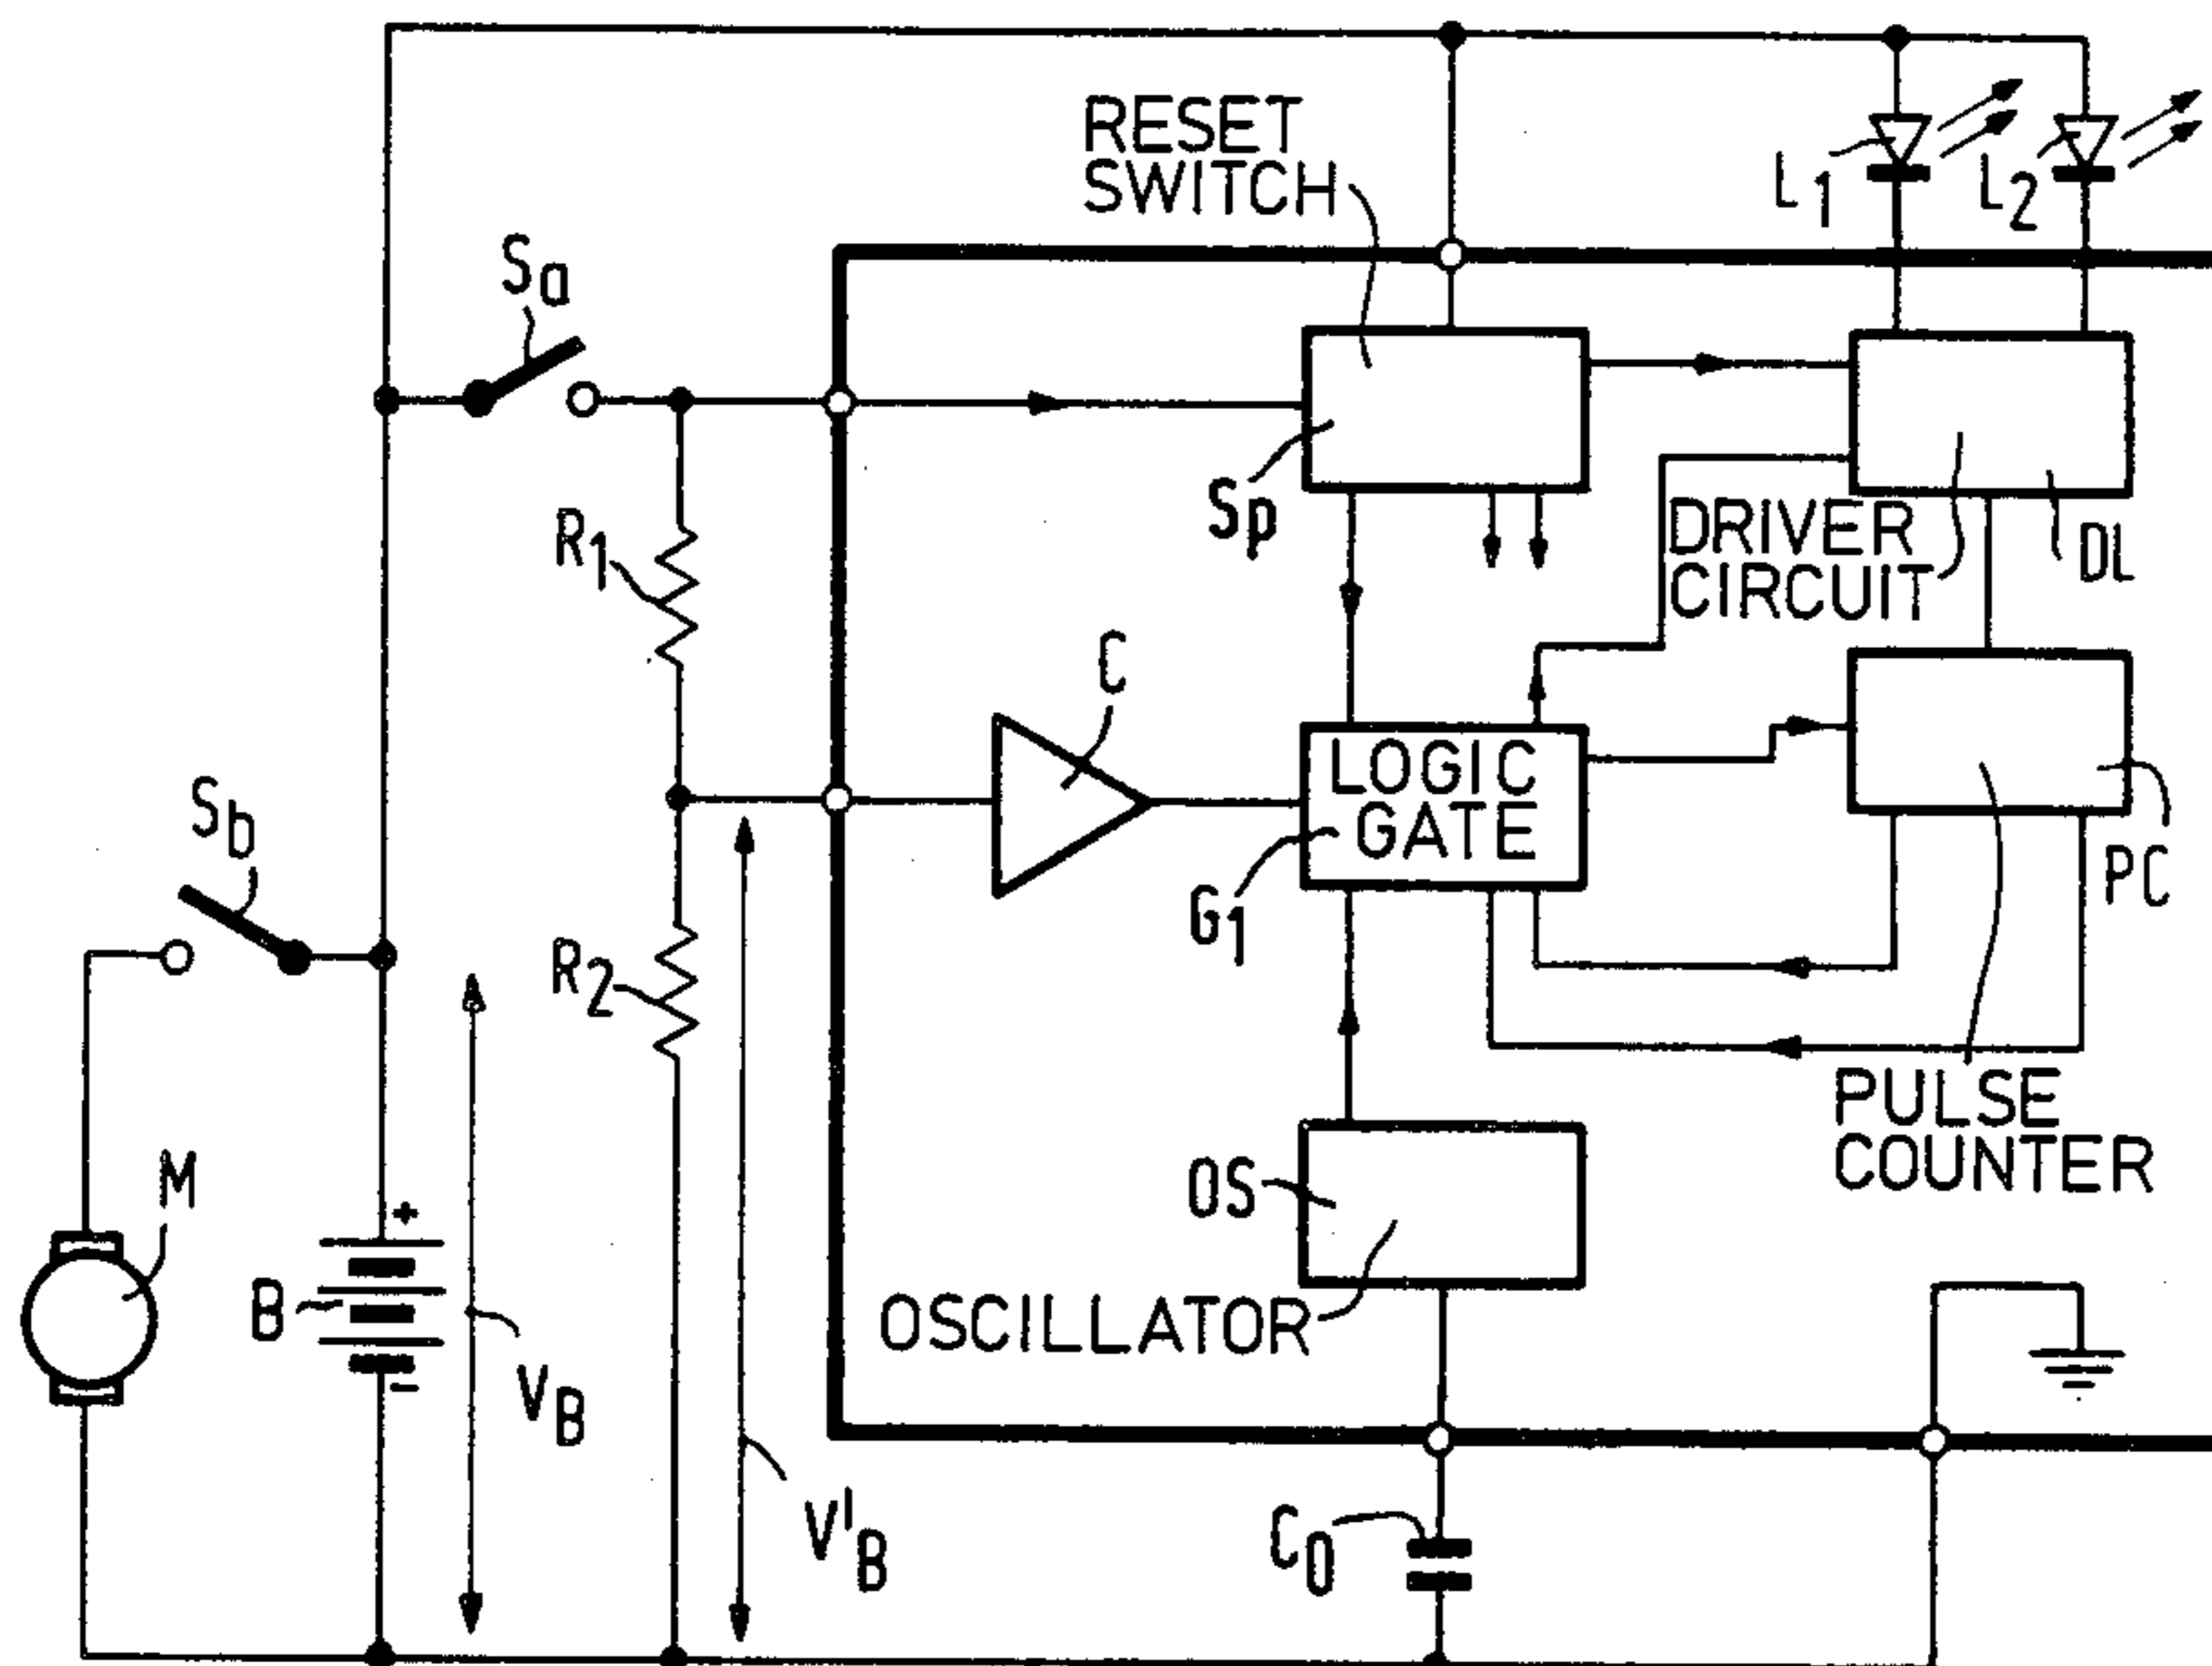 RESET
SWITCH
L1
L2
Sa
Sp
R1
DRIVER
CIRCUIT
DL
C
LOGIC
GATE
Sb
G1
PC
R2
PULSE
COUNTER
M
OS
+
B
OSCILLATOR
-
VB
V'B
C0